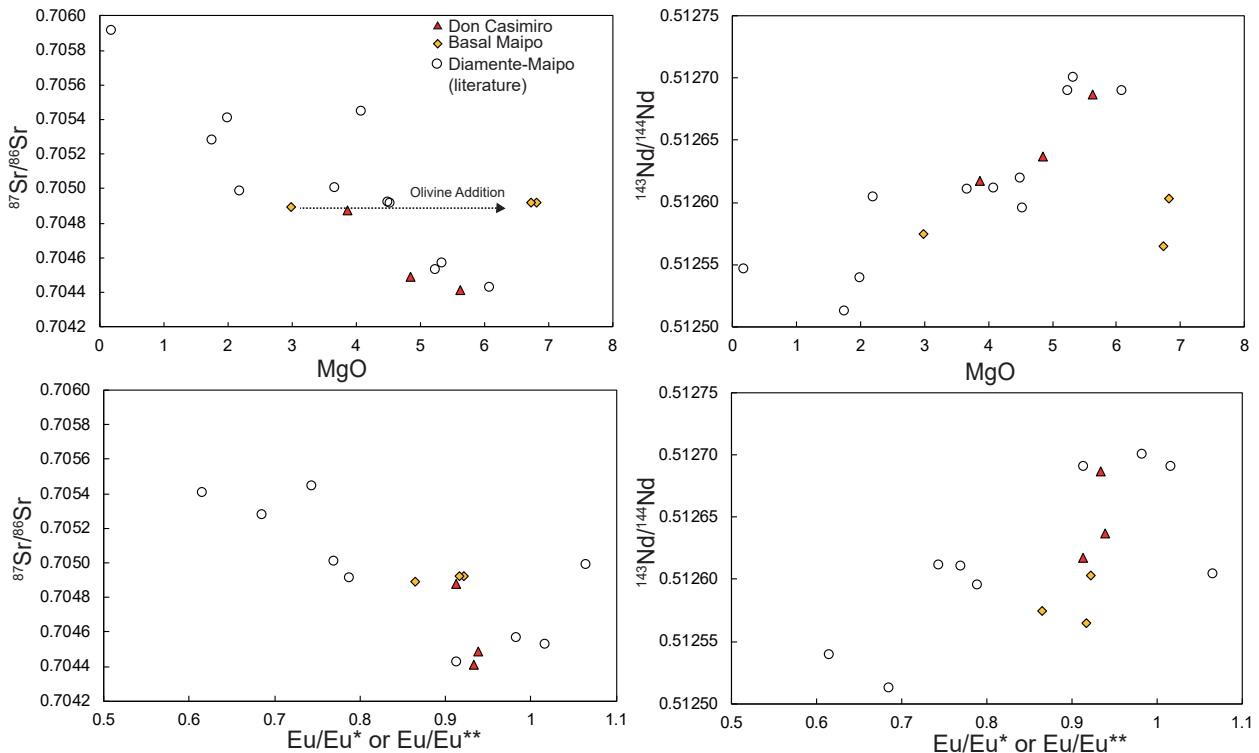 0.7060
0.7058
0.7056
0.7054
0.7052
0.7050
0.7048
0.7046
0.7044
0.7042
87Sr/86Sr
0 1 2 3 4 5 6 7 8
MgO
Don Casimiro
Basal Maipo
Diamente-Maipo
(literature)
Olivine Addition
0.51275
0.51270
0.51265
0.51260
0.51255
0.51250
143Nd/144Nd
0 1 2 3 4 5 6 7 8
MgO
0.7060
0.7058
0.7056
0.7054
0.7052
0.7050
0.7048
0.7046
0.7044
0.7042
87Sr/86Sr
0.5 0.6 0.7 0.8 0.9 1 1.1
Eu/Eu* or Eu/Eu**
0.51275
0.51270
0.51265
0.51260
0.51255
0.51250
143Nd/144Nd
0.5 0.6 0.7 0.8 0.9 1 1.1
Eu/Eu* or Eu/Eu**